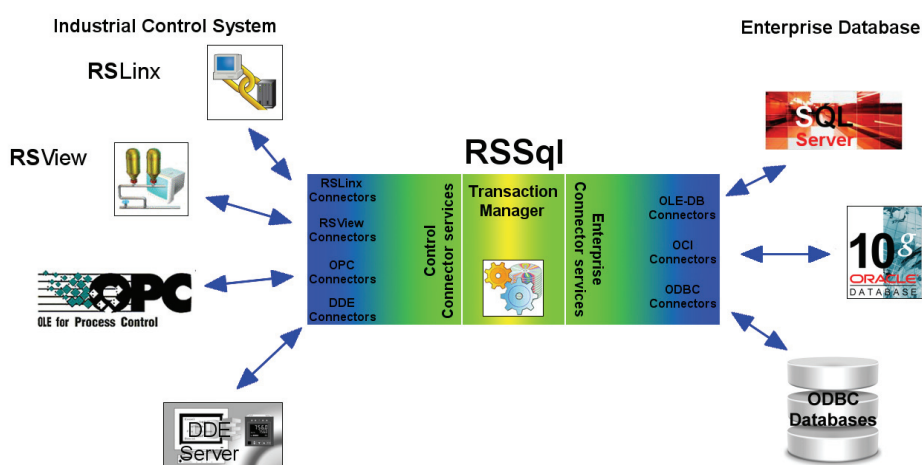 Industrial Control System
Enterprise Database
RSLinx
RSView
OPC
OLE for Process Control
DDE
Server
RSSql
RSLinx
Connectors
RSView
Connectors
OPC
Connectors
DDE
Connectors
Control
Connector services
Transaction
Manager
Enterprise
Connector services
OLE-DB
Connectors
OCI
Connectors
ODBC
Connectors
SQL
Server
10g
ORACLE
DATABASE
ODBC
Databases